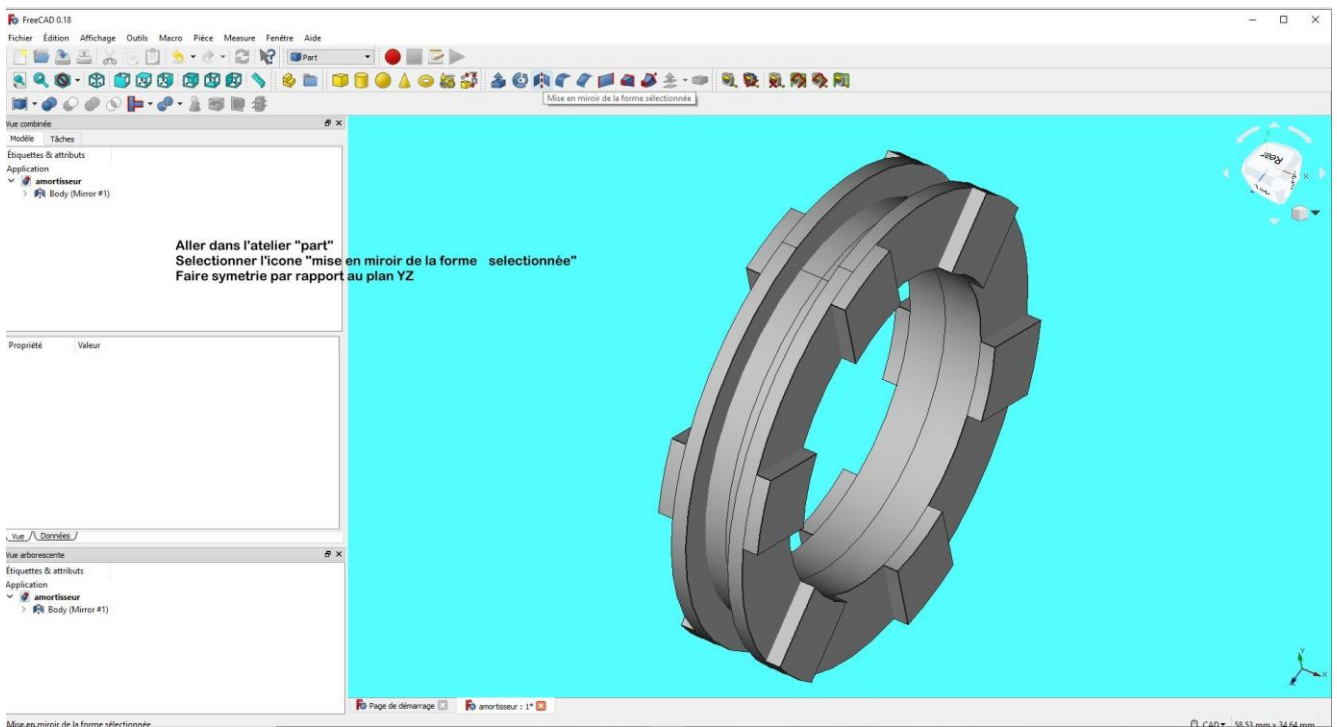 FreeCAD 0.18
Fichier Édition Affichage Outils Macro Pièce Measure Fenêtre Aide
Part
Mise en miroir de la forme sélectionnée
Vue combinée
Modèle Tâches
Étiquettes & attributs
Application
amortisseur
Body (Mirror #1)
Aller dans l'atelier "part"
Selectionner l'icone "mise en miroir de la forme selectionnée"
Faire symetrie par rapport au plan YZ
Propriété Valeur
Vue Données
Vue arborescente
Étiquettes & attributs
Application
amortisseur
Body (Mirror #1)
Rear
X
Y
X
Page de démarrage
amortisseur : 1*
Mise en miroir de la forme sélectionnée
CAD 58.53 mm x 34.64 mm